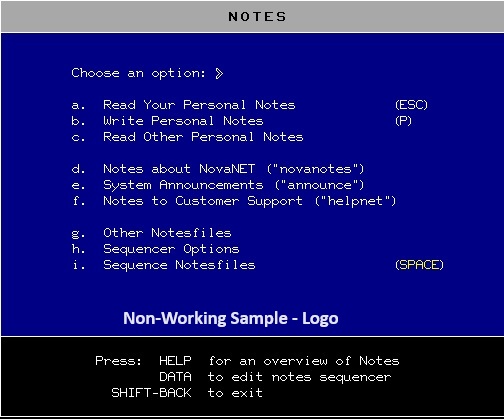 NOTES
Choose an option: >
a. Read Your Personal Notes (ESC)
b. Write Personal Notes (P)
c. Read Other Personal Notes
d. Notes about NovaNET ("novanotes")
e. System Announcements ("announce")
f. Notes to Customer Support ("helpnet")
g. Other Notesfiles
h. Sequencer Options
i. Sequence Notesfiles (SPACE)
Non-Working Sample - Logo
Press: HELP for an overview of Notes
DATA to edit notes sequencer
SHIFT-BACK to exit